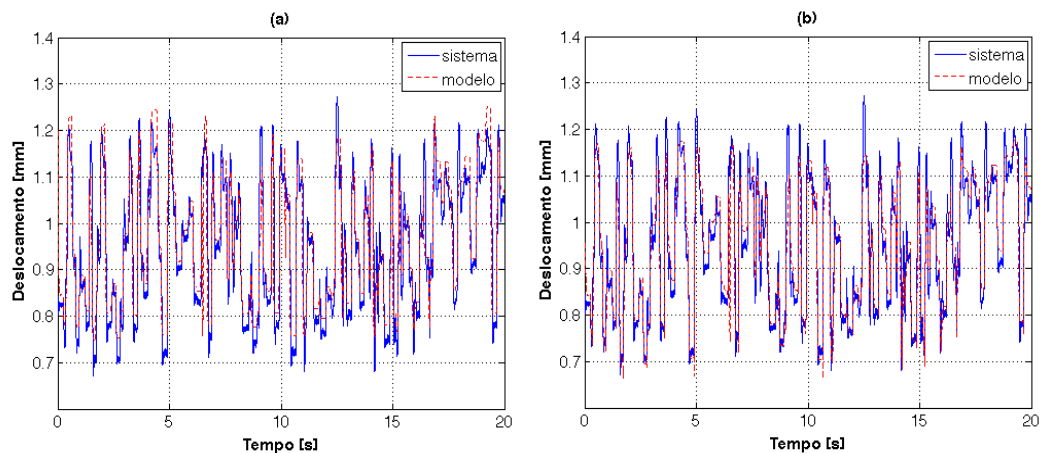 (a)
1.4
1.3
1.2
1.1
1
0.9
0.8
0.7
0
5
10
15
20
Deslocamento [mm]
Tempo [s]
sistema
modelo
(b)
1.4
1.3
1.2
1.1
1
0.9
0.8
0.7
0
5
10
15
20
Deslocamento [mm]
Tempo [s]
sistema
modelo